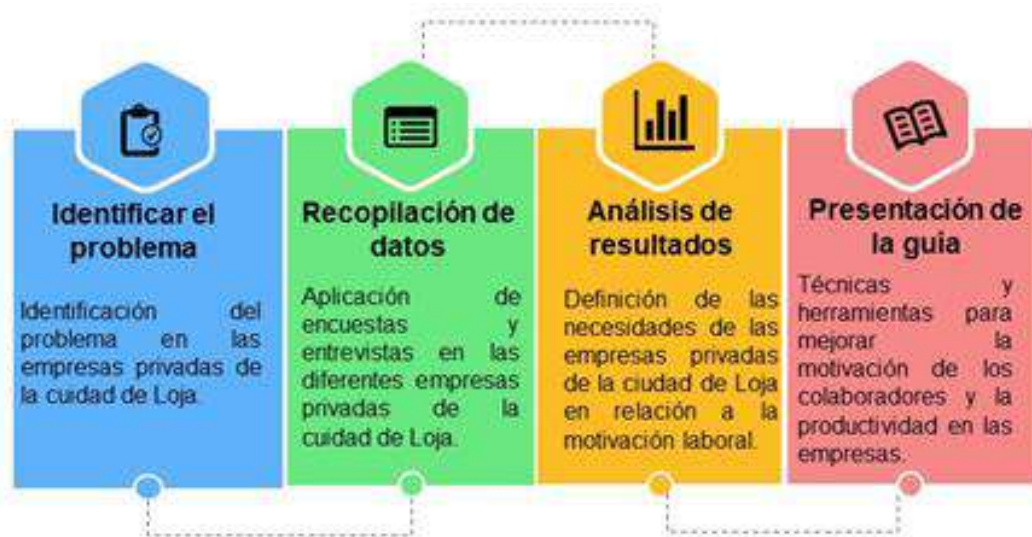 Identificar el
problema
Identificación del
problema en las
empresas privadas de
la cuidad de Loja.
Recopilación de
datos
Aplicación de
encuestas y
entrevistas en las
diferentes empresas
privadas de la
cuidad de Loja.
Análisis de
resultados
Definición de las
necesidades de las
empresas privadas
de la ciudad de Loja
en relación a la
motivación laboral.
Presentación de
la guia
Técnicas y
herramientas para
mejorar la
motivación de los
colaboradores y la
productividad en las
empresas.